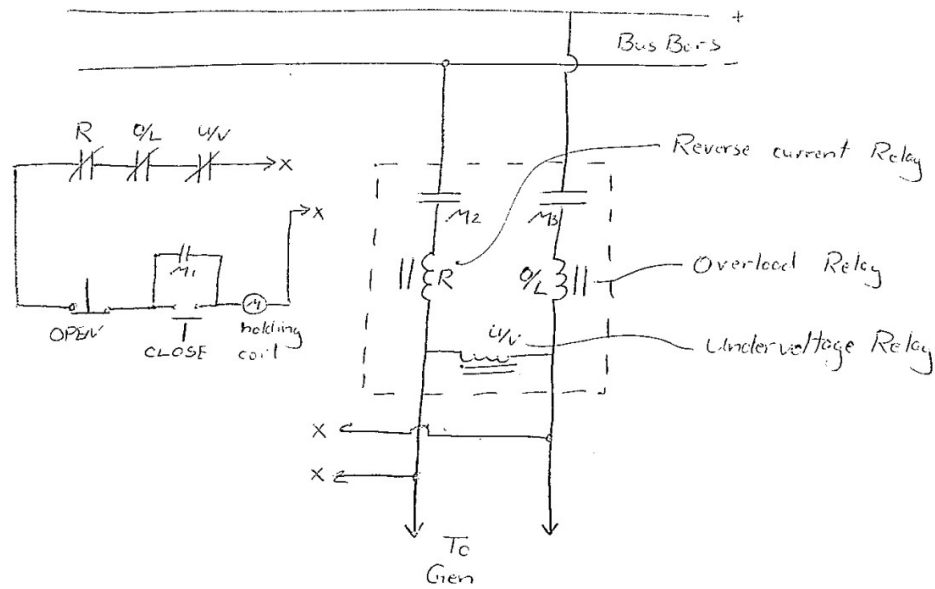 +
Bus Bars
-
R O/L U/V
X
Reverse current Relay
X
M2 M3
M1
R O/L
Overload Relay
OPEN
CLOSE
M
holding
coil
U/V
Undervoltage Relay
X
X
To
Gen